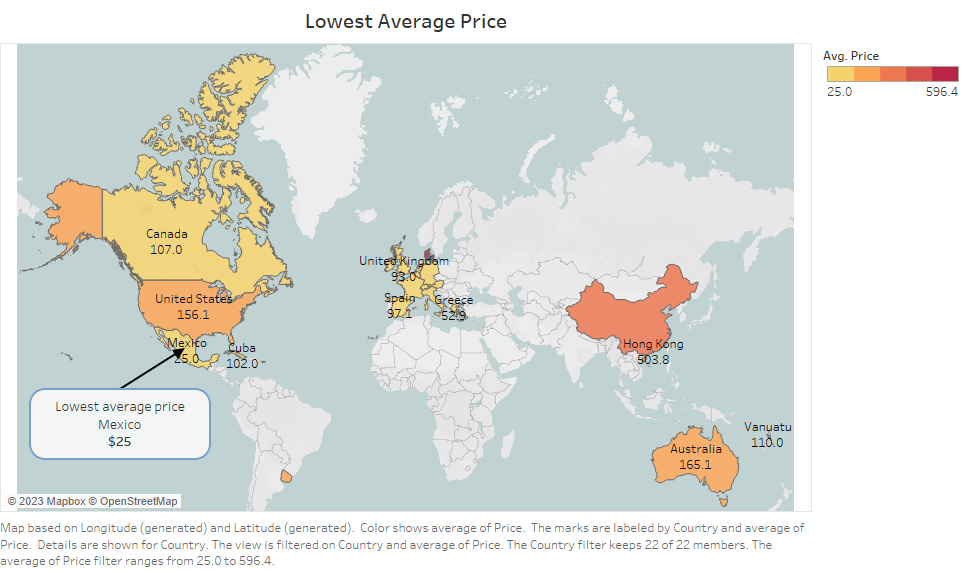 Lowest Average Price
Avg. Price
25.0 596.4
Canada
107.0
United Kingdom
93.0
United States
156.1
Spain
97.1
Greece
52.9
Mexico
25.0
Cuba
102.0
Hong Kong
503.8
Lowest average price
Mexico
$25
Vanuatu
110.0
Australia
165.1
© 2023 Mapbox © OpenStreetMap
Map based on Longitude (generated) and Latitude (generated).  Color shows average of Price.  The marks are labeled by Country and average of
Price.  Details are shown for Country. The view is filtered on Country and average of Price. The Country filter keeps 22 of 22 members. The
average of Price filter ranges from 25.0 to 596.4.